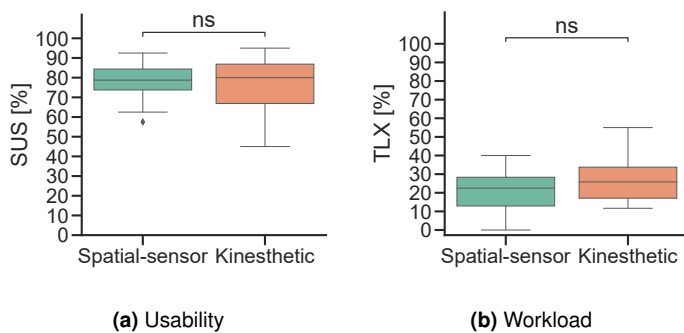 ns
100
90
80
70
60
50
40
30
20
10
0
SUS [%]
Spatial-sensor Kinesthetic
(a) Usability
ns
100
90
80
70
60
50
40
30
20
10
0
TLX [%]
Spatial-sensor Kinesthetic
(b) Workload